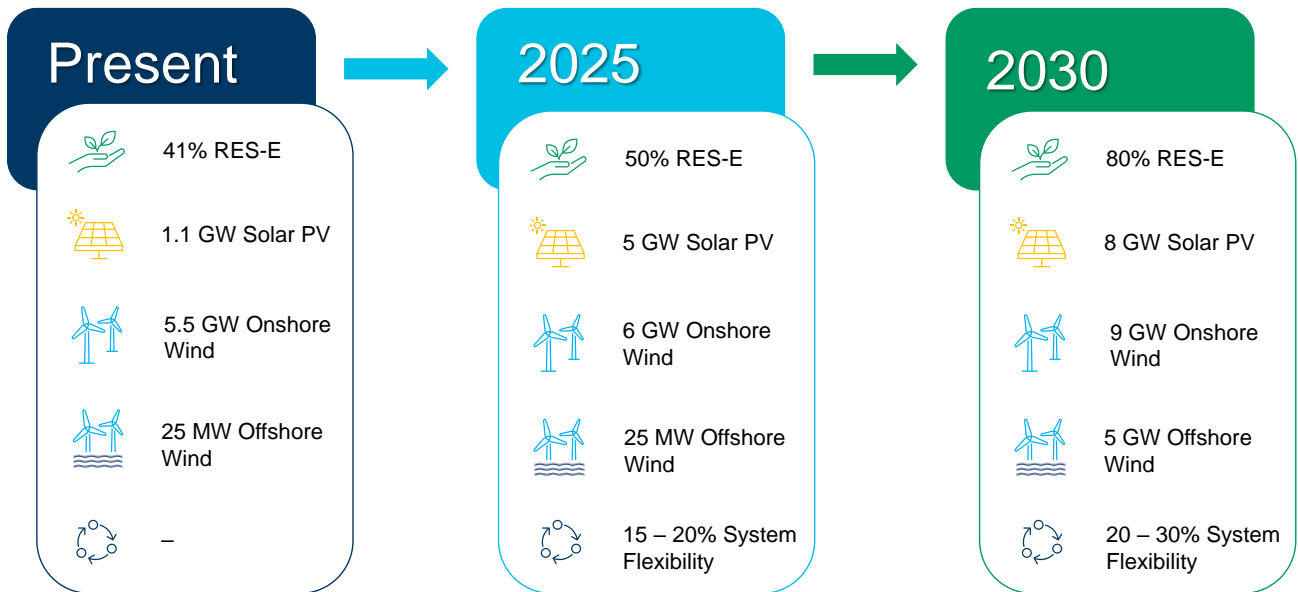 Present
41% RES-E
1.1 GW Solar PV
5.5 GW Onshore
Wind
25 MW Offshore
Wind
–
2025
50% RES-E
5 GW Solar PV
6 GW Onshore
Wind
25 MW Offshore
Wind
15 – 20% System
Flexibility
2030
80% RES-E
8 GW Solar PV
9 GW Onshore
Wind
5 GW Offshore
Wind
20 – 30% System
Flexibility